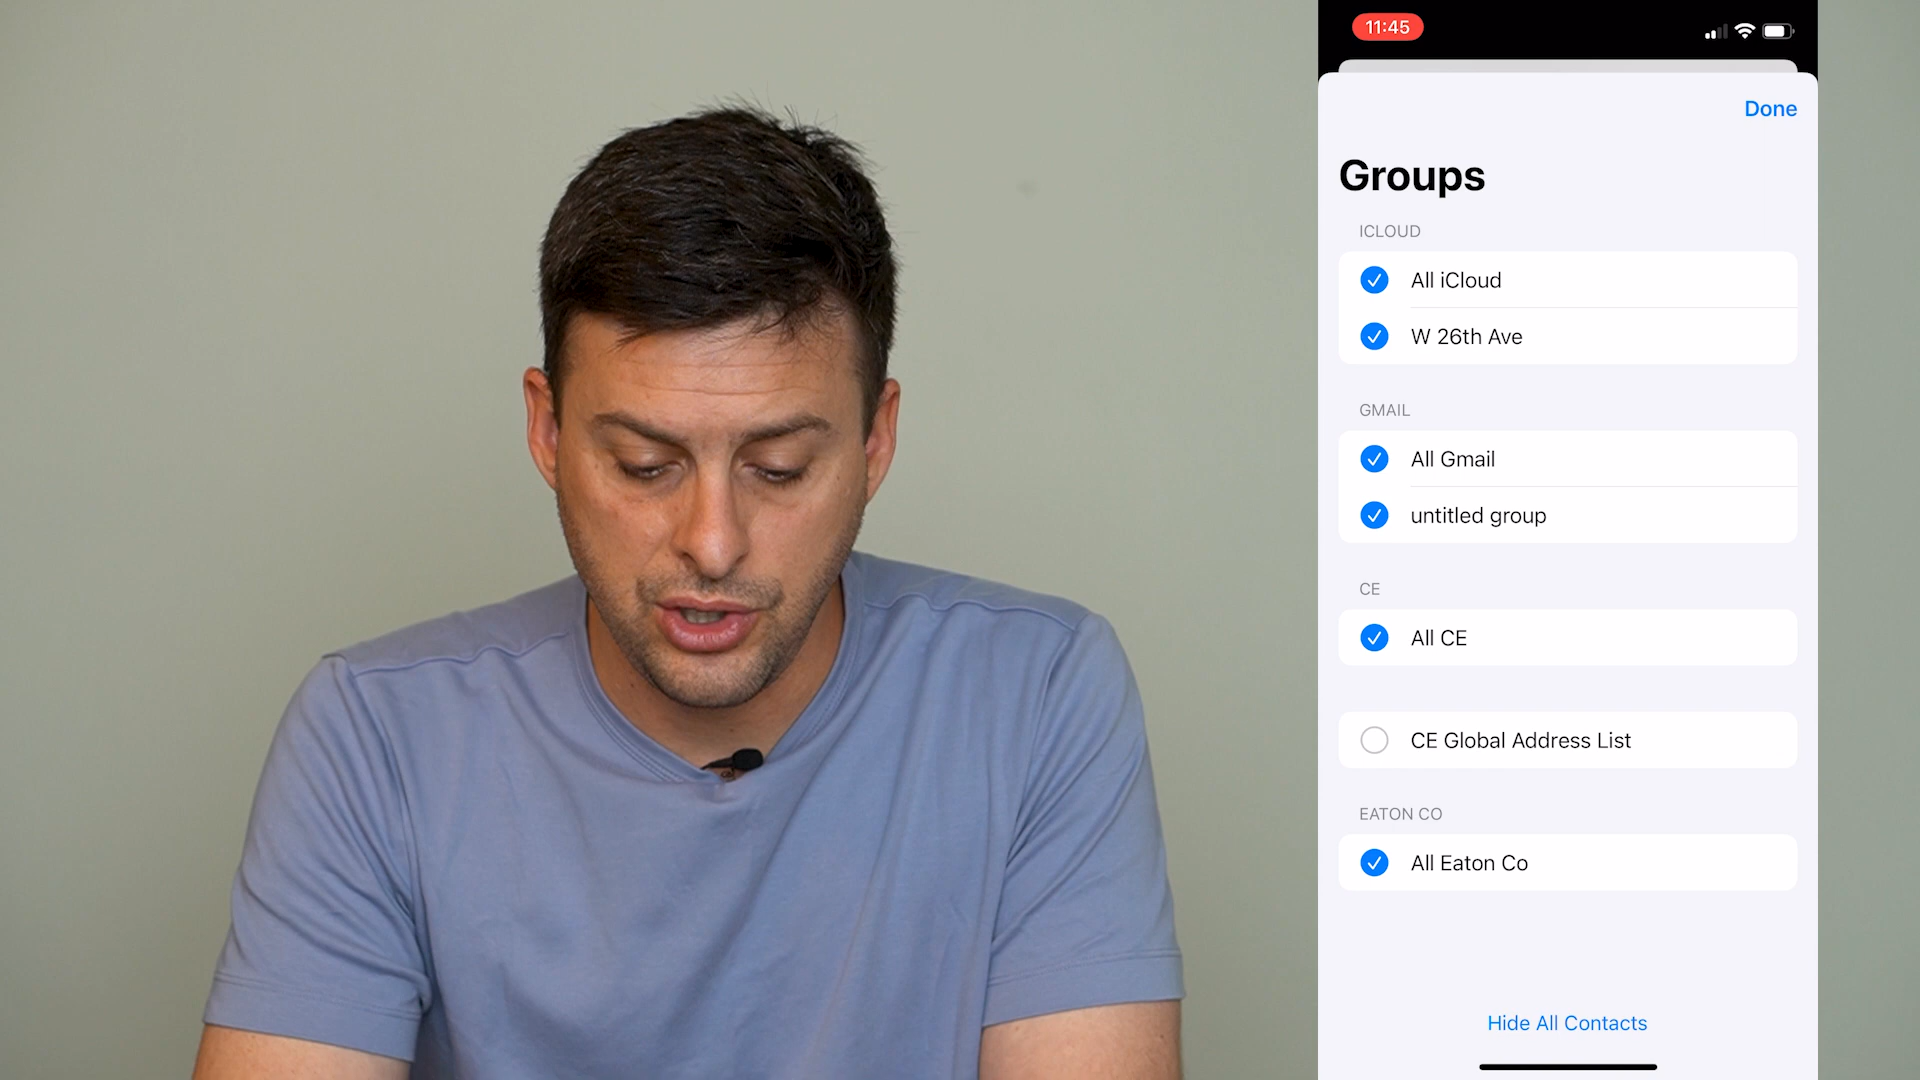 11:45
Done
Groups
ICLOUD
All iCloud
W 26th Ave
GMAIL
All Gmail
untitled group
CE
All CE
CE Global Address List
EATON CO
All Eaton Co
Hide All Contacts